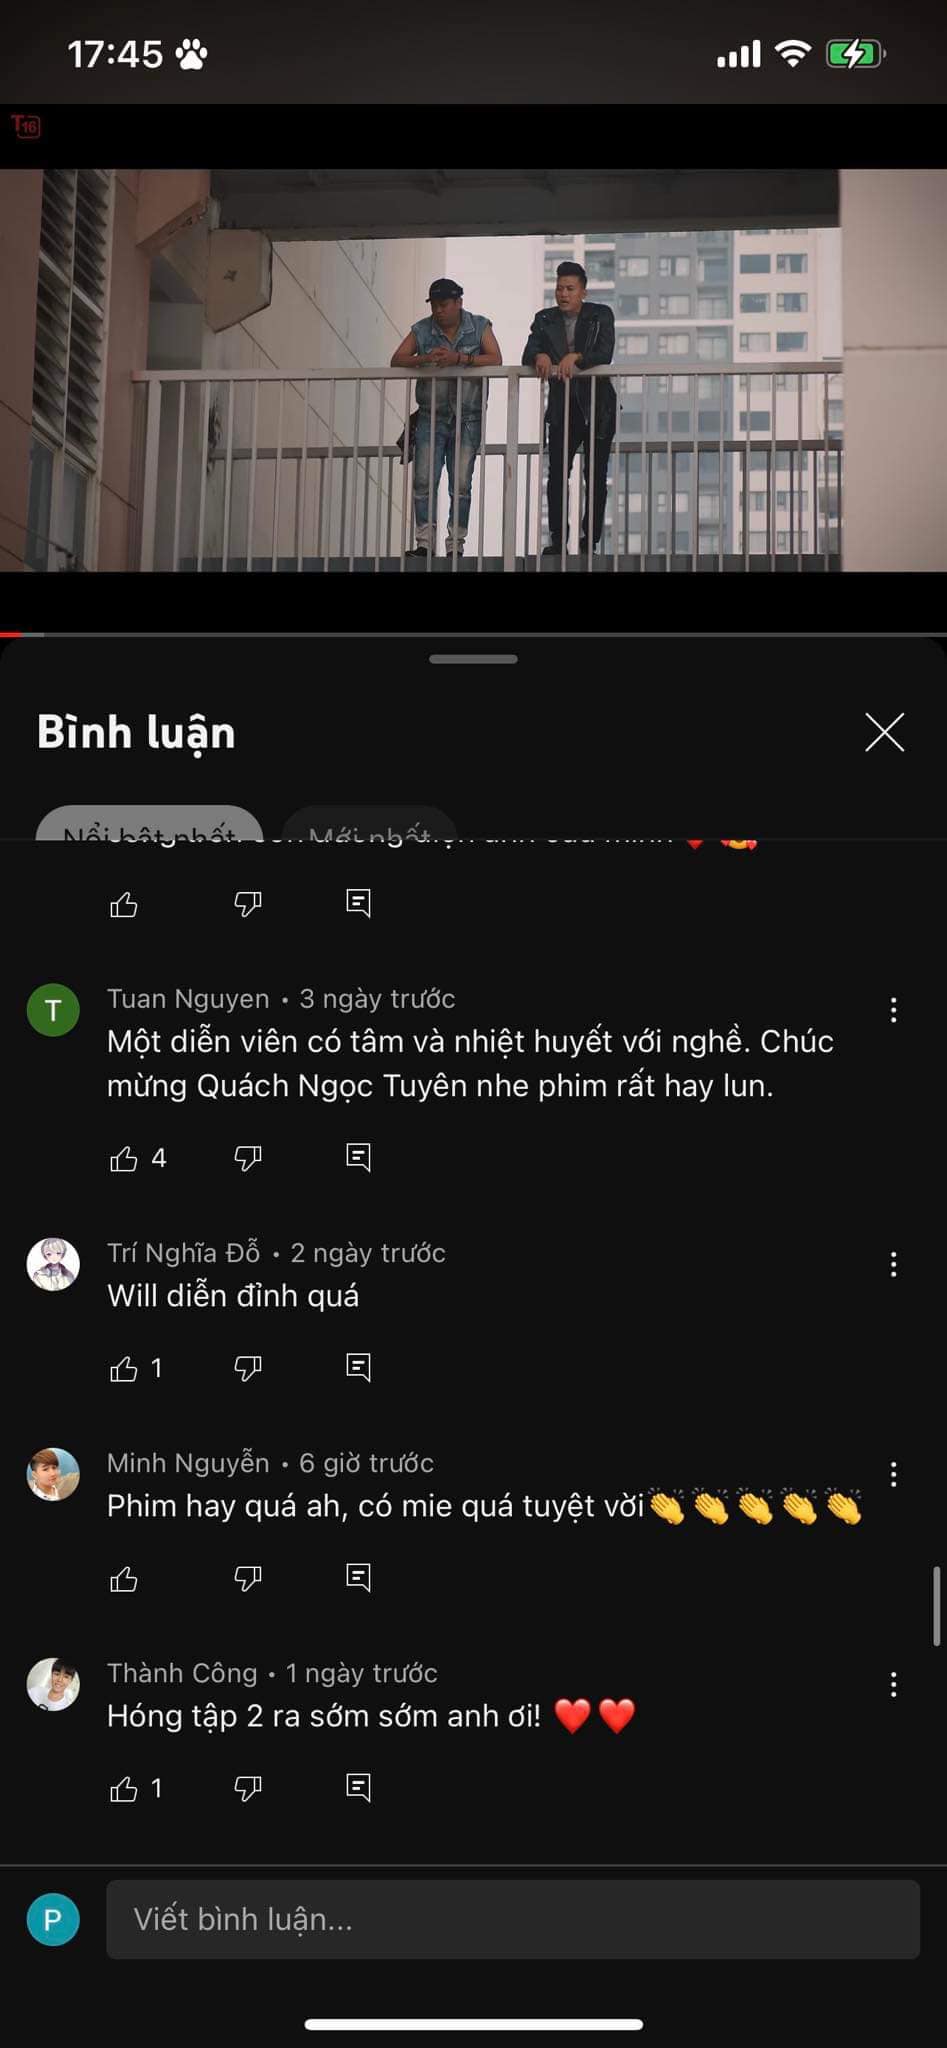 17:45
T16
Bình luận
Nổi bật nhất
Mới nhất
Tuan Nguyen • 3 ngày trước
Một diễn viên có tâm và nhiệt huyết với nghề. Chúc
mừng Quách Ngọc Tuyên nhe phim rất hay lun.
4
Trí Nghĩa Đỗ • 2 ngày trước
Will diễn đỉnh quá
1
Minh Nguyễn • 6 giờ trước
Phim hay quá ah, có mie quá tuyệt vời👏👏👏👏👏
Thành Công • 1 ngày trước
Hóng tập 2 ra sớm sớm anh ơi! ❤️❤️
1
P
Viết bình luận...